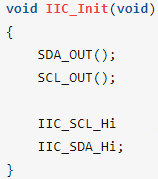 void IIC_Init(void)
{
    SDA_OUT();
    SCL_OUT();

    IIC_SCL_Hi
    IIC_SDA_Hi;
}